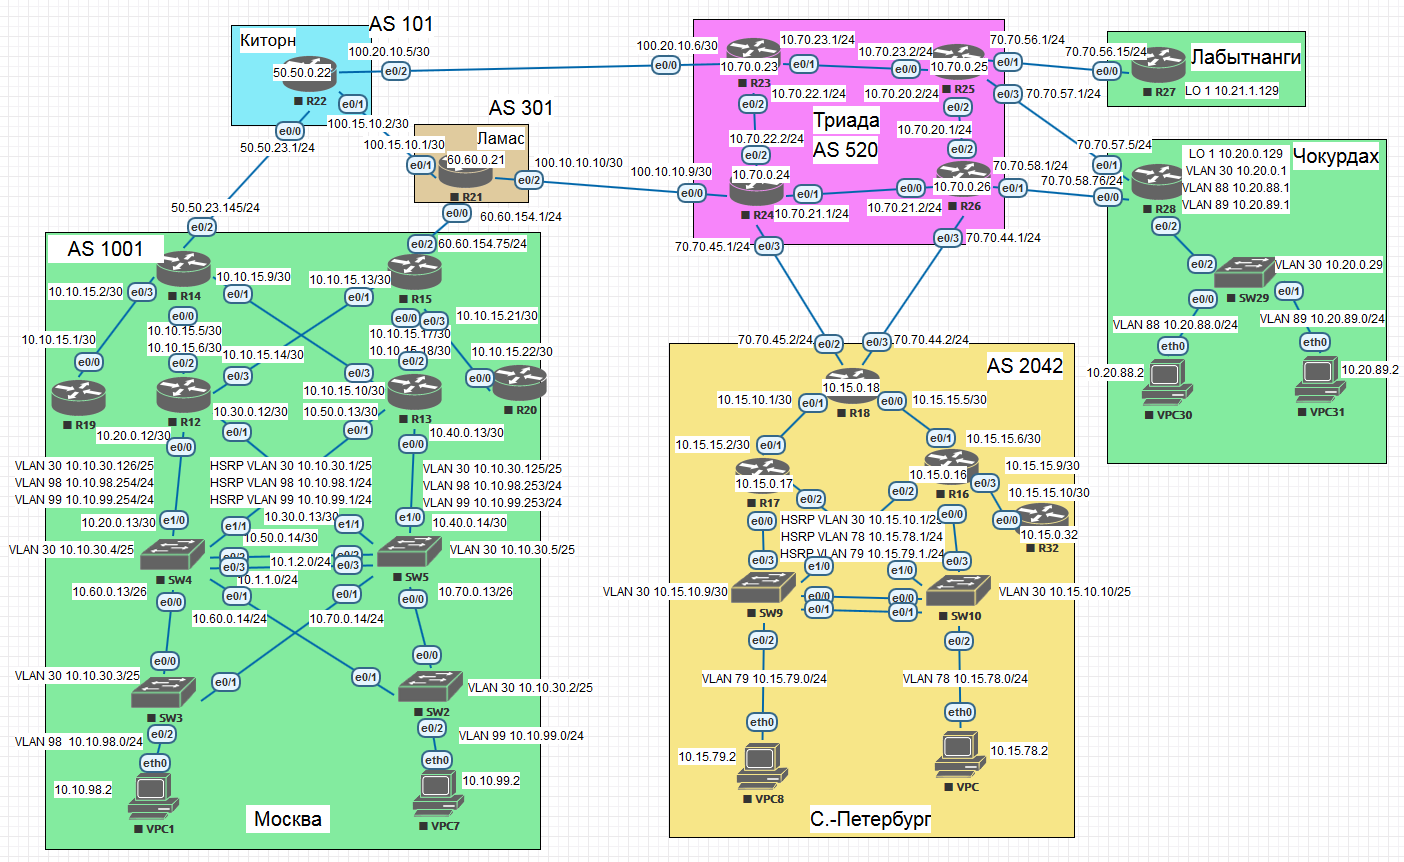 AS 101
Киторн
50.50.0.22
R22
e0/2
100.20.10.5/30
e0/1
100.15.10.2/30
e0/0
50.50.23.1/24
AS 301
Ламас
60.60.0.21
R21
100.15.10.1/30
e0/1
e0/2
100.10.10.10/30
e0/0
60.60.154.1/24
100.20.10.6/30
e0/0
10.70.0.23
R23
10.70.23.1/24
e0/1
e0/2
10.70.22.1/24
10.70.23.2/24
e0/0
10.70.0.25
R25
10.70.20.2/24
e0/2
70.70.56.1/24
e0/1
e0/3
70.70.57.1/24
Триада
AS 520
10.70.22.2/24
e0/2
10.70.0.24
R24
100.10.10.9/30
e0/0
e0/1
10.70.21.1/24
70.70.45.1/24
e0/3
10.70.20.1/24
e0/2
10.70.0.26
R26
e0/0
10.70.21.2/24
70.70.58.1/24
e0/1
e0/3
70.70.44.1/24
70.70.56.15/24
e0/0
R27
Лабытнанги
LO 1 10.21.1.129
Чокурдах
70.70.57.5/24
e0/1
70.70.58.76/24
e0/0
R28
LO 1 10.20.0.129
VLAN 30 10.20.0.1
VLAN 88 10.20.88.1
VLAN 89 10.20.89.1
e0/2
e0/2
SW29
VLAN 30 10.20.0.29
e0/0
e0/1
VLAN 88 10.20.88.0/24
VLAN 89 10.20.89.0/24
eth0
eth0
10.20.88.2
VPC30
10.20.89.2
VPC31
AS 1001
50.50.23.145/24
e0/2
R14
10.10.15.2/30
e0/3
10.10.15.9/30
e0/1
e0/0
10.10.15.5/30
10.10.15.6/30
e0/2
60.60.154.75/24
e0/2
R15
10.10.15.13/30
e0/1
e0/0
e0/3
10.10.15.17/30
10.10.15.18/30
e0/2
10.10.15.21/30
10.10.15.1/30
e0/0
R19
10.10.15.14/30
e0/3
R12
e0/3
10.10.15.10/30
R13
10.10.15.22/30
e0/0
R20
10.20.0.12/30
e0/0
10.30.0.12/30
e0/1
10.50.0.13/30
e0/1
10.40.0.13/30
e0/0
VLAN 30 10.10.30.126/25
VLAN 98 10.10.98.254/24
VLAN 99 10.10.99.254/24
HSRP VLAN 30 10.10.30.1/25
HSRP VLAN 98 10.10.98.1/24
HSRP VLAN 99 10.10.99.1/24
VLAN 30 10.10.30.125/25
VLAN 98 10.10.98.253/24
VLAN 99 10.10.99.253/24
10.20.0.13/30
e1/0
e1/1
10.30.0.13/30
e1/1
e1/0
10.40.0.14/30
10.50.0.14/30
VLAN 30 10.10.30.4/25
SW4
e0/2
e0/3
10.1.2.0/24
10.1.1.0/24
e0/2
e0/3
SW5
VLAN 30 10.10.30.5/25
10.60.0.13/26
e0/0
e0/1
10.60.0.14/24
e0/1
10.70.0.14/24
e0/0
10.70.0.13/26
VLAN 30 10.10.30.3/25
e0/0
e0/1
SW3
e0/1
e0/0
SW2
VLAN 30 10.10.30.2/25
VLAN 98 10.10.98.0/24
e0/2
eth0
10.10.98.2
VPC1
e0/2
VLAN 99 10.10.99.0/24
eth0
10.10.99.2
VPC7
Москва
AS 2042
70.70.45.2/24
e0/2
e0/3
70.70.44.2/24
10.15.0.18
R18
10.15.10.1/30
e0/1
e0/0
10.15.15.5/30
10.15.15.2/30
e0/1
10.15.0.17
R17
e0/2
e0/0
e0/1
10.15.15.6/30
10.15.0.16
R16
e0/2
e0/0
e0/3
10.15.15.9/30
10.15.15.10/30
e0/0
10.15.0.32
R32
HSRP VLAN 30 10.15.10.1/25
HSRP VLAN 78 10.15.78.1/24
HSRP VLAN 79 10.15.79.1./24
e0/3
e1/0
e1/0
e1/1
e0/3
VLAN 30 10.15.10.9/30
SW9
e0/0
e0/1
e0/0
e0/1
SW10
VLAN 30 10.15.10.10/25
e0/2
e0/2
VLAN 79 10.15.79.0/24
VLAN 78 10.15.78.0/24
eth0
eth0
10.15.79.2
VPC8
10.15.78.2
VPC
С.-Петербург